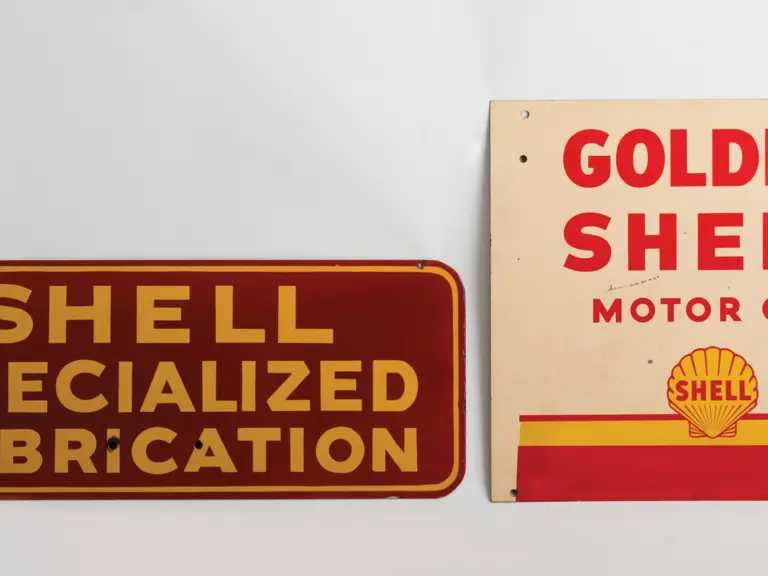 SHELL
ECIALIZED
BRICATION
GOLD
SHE
MOTOR
SHELL